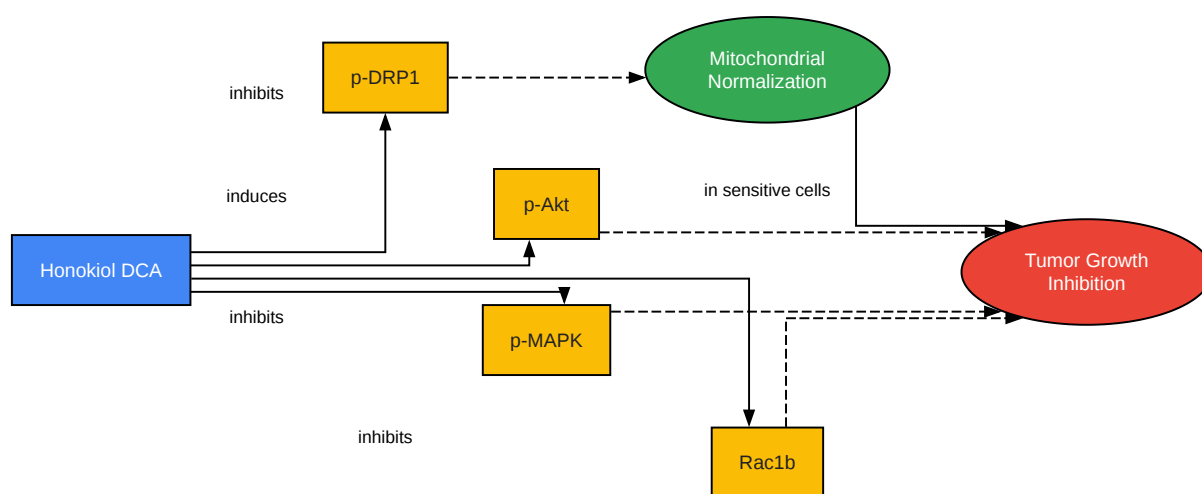 Mitochondrial
Normalization
p-DRP1
inhibits
induces
p-Akt
in sensitive cells
Honokiol DCA
Tumor Growth
Inhibition
inhibits
p-MAPK
inhibits
Rac1b